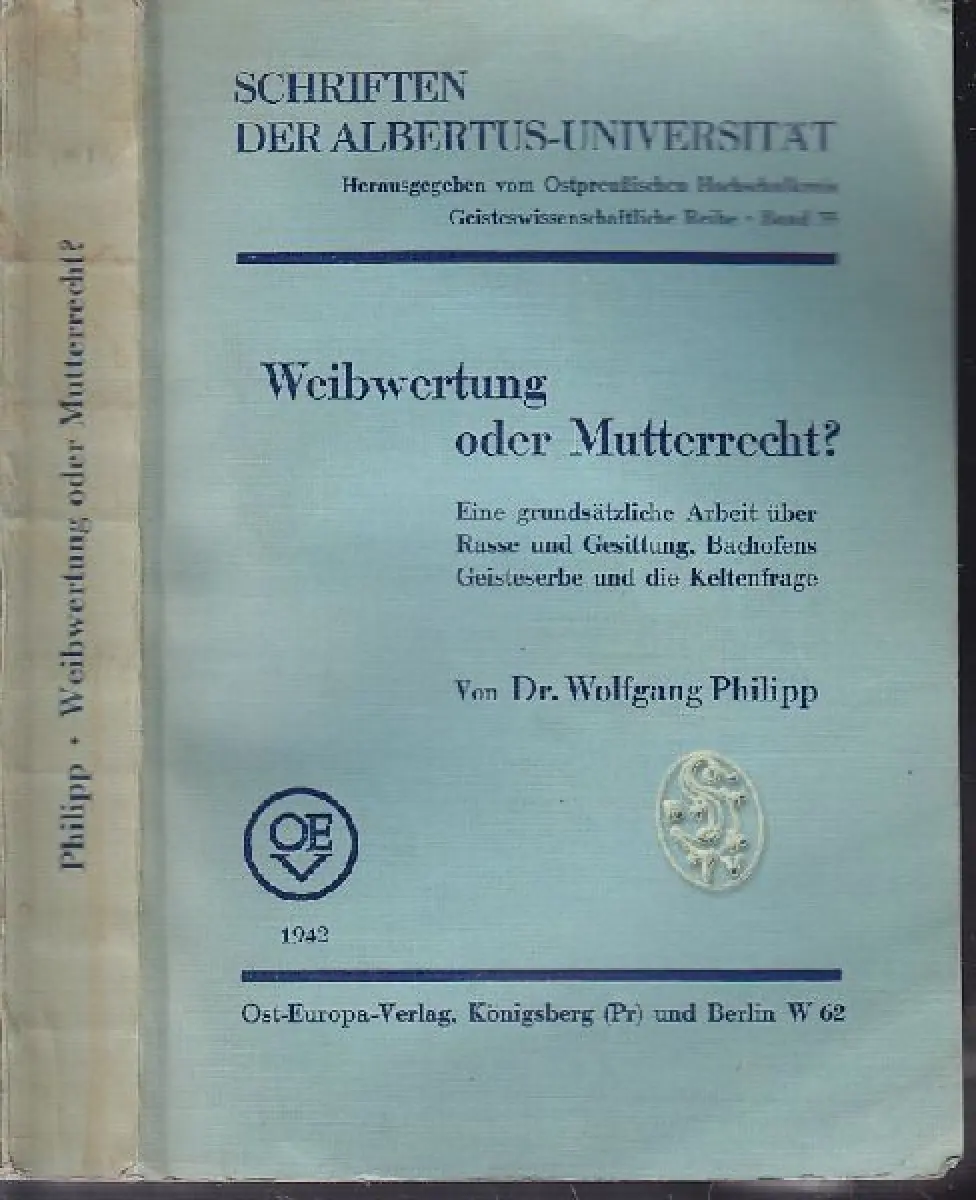 Philipp • Weibwertung oder Mutterrecht?
SCHRIFTEN
DER ALBERTUS-UNIVERSITÄT
Herausgegeben vom Ostpreußischen Hochschulkreis
Geisteswissenschaftliche Reihe · Band
Weibwertung
oder Mutterrecht?
Eine grundsätzliche Arbeit über
Rasse und Gesittung, Bachofens
Geisteserbe und die Keltenfrage
Von Dr. Wolfgang Philipp
OEV
1942
Ost-Europa-Verlag, Königsberg (Pr) und Berlin W 62